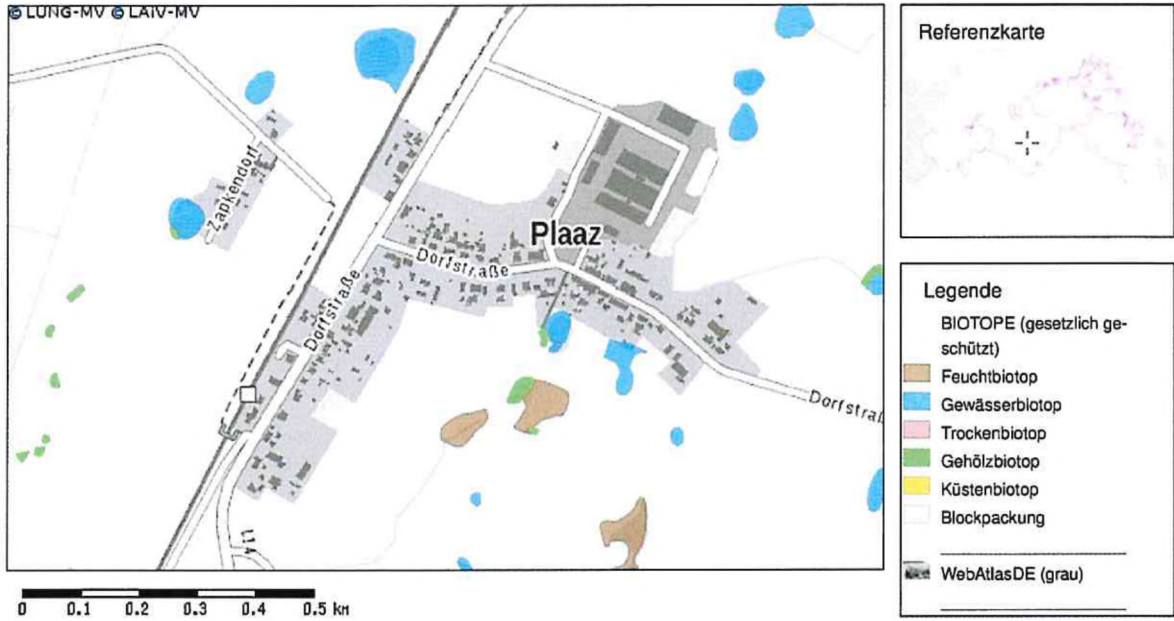 © LUNG-MV © LAiV-MV
Zapkendorf
Plaaz
Dorfstraße
Dorfstraße
Dorfstraß
L14
0 0.1 0.2 0.3 0.4 0.5 km
Referenzkarte
Legende
BIOTOPE (gesetzlich ge-
schützt)
Feuchtbiotop
Gewässerbiotop
Trockenbiotop
Gehölzbiotop
Küstenbiotop
Blockpackung
WebAtlasDE (grau)